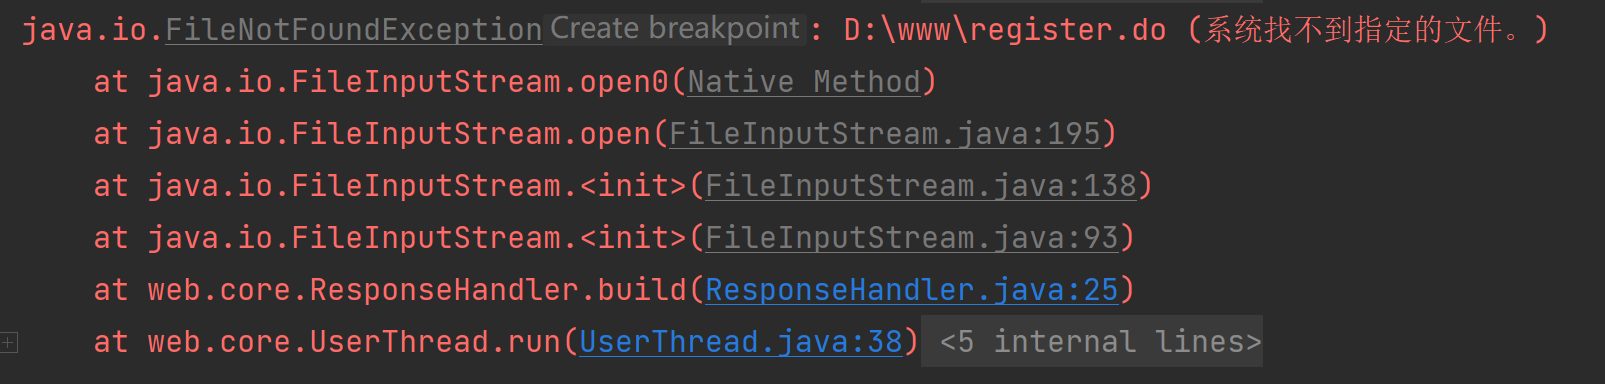 java.io.FileNotFoundException Create breakpoint : D:\www\register.do (系统找不到指定的文件。)
at java.io.FileInputStream.open0(Native Method)
at java.io.FileInputStream.open(FileInputStream.java:195)
at java.io.FileInputStream.<init>(FileInputStream.java:138)
at java.io.FileInputStream.<init>(FileInputStream.java:93)
at web.core.ResponseHandler.build(ResponseHandler.java:25)
at web.core.UserThread.run(UserThread.java:38) <5 internal lines>